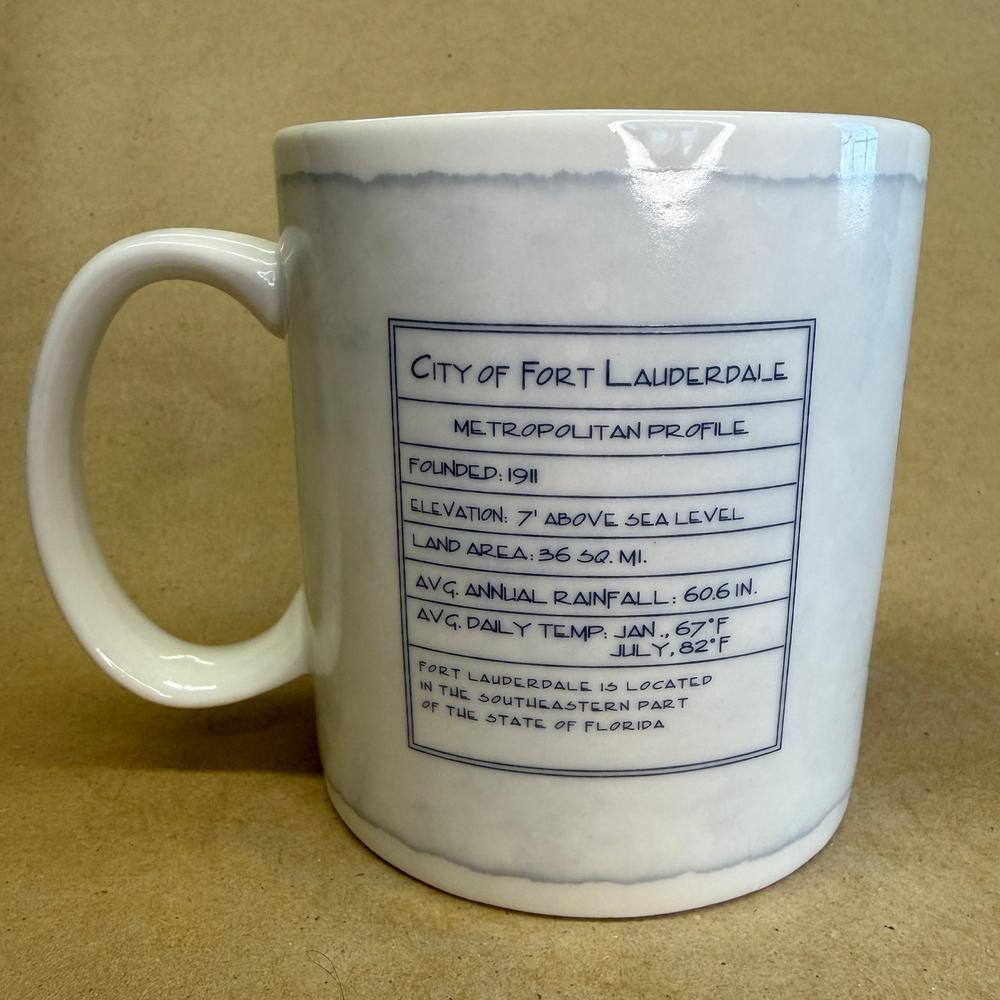 CITY OF FORT LAUDERDALE
METROPOLITAN PROFILE
FOUNDED: 1911
ELEVATION: 7' ABOVE SEA LEVEL
LAND AREA: 36 SQ. MI.
AVG. ANNUAL RAINFALL: 60.6 IN.
AVG. DAILY TEMP: JAN., 67°F
JULY, 82°F
FORT LAUDERDALE IS LOCATED
IN THE SOUTHEASTERN PART
OF THE STATE OF FLORIDA